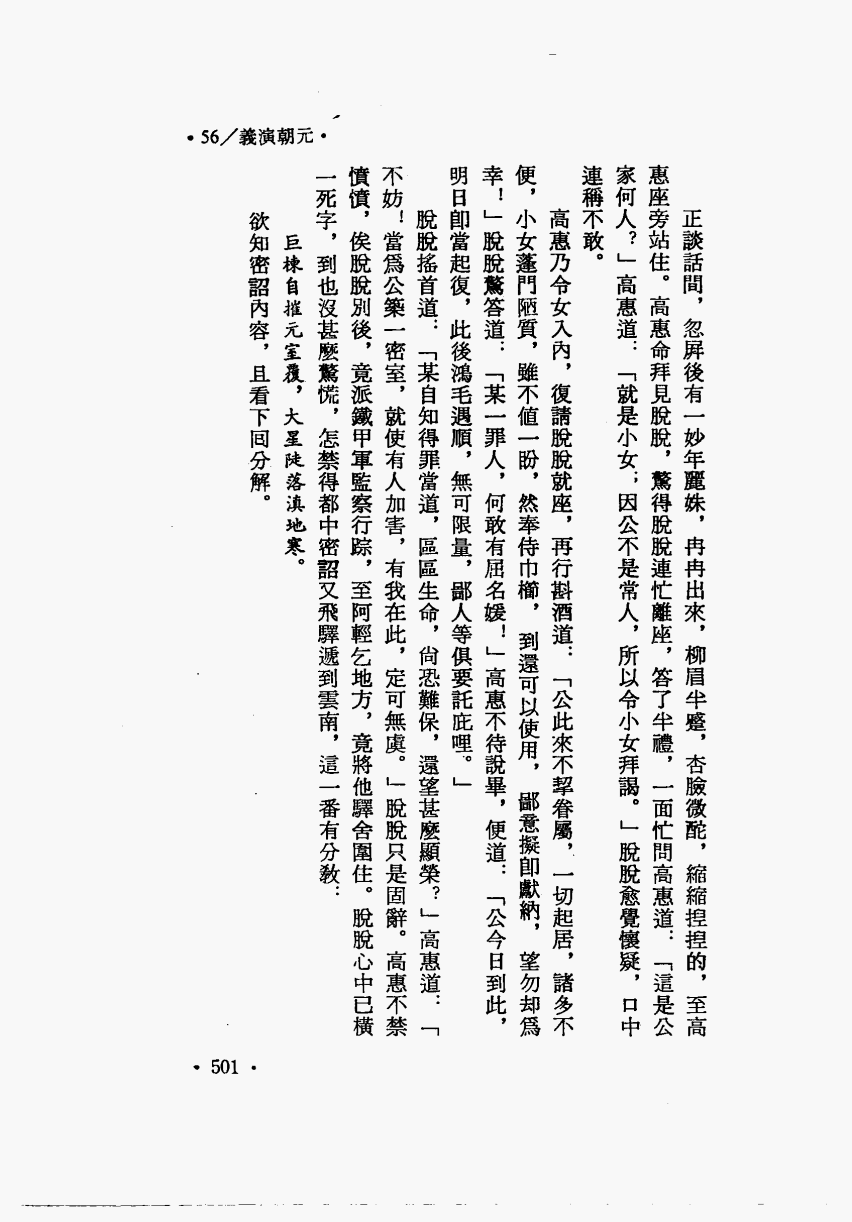 •56／義演朝元•
正談話間，忽屏後有一妙年麗姝，冉冉出來，柳眉半蹙，杏臉微酡，縮縮揑揑的，至高
惠座旁站住。高惠命拜見脫脫，驚得脫脫連忙離座，答了半禮，一面忙問高惠道：「這是公
家何人？」高惠道：「就是小女；因公不是常人，所以令小女拜謁。」脫脫愈覺懷疑，口中
連稱不敢。
高惠乃令女入內，復請脫脫就座，再行斟酒道：「公此來不挈眷屬，一切起居，諸多不
便，小女蓬門陋質，雖不值一盼，然奉侍巾櫛，到還可以使用，鄙意擬卽獻納，望勿却爲
幸！」脫脫驚答道：「某一罪人，何敢有屈名媛！」高惠不待說畢，便道：「公今日到此，
明日卽當起復，此後鴻毛遇順，無可限量，鄙人等俱要託庇哩。」
脫脫搖首道：「某自知得罪當道，區區生命，尙恐難保，還望甚麽顯榮？」高惠道：「
不妨！當爲公築一密室，就使有人加害，有我在此，定可無虞。」脫脫只是固辭。高惠不禁
憤憤，俟脫脫別後，竟派鐵甲軍監察行踪，至阿輕乞地方，竟將他驛舍圍住。脫脫心中已橫
一死字，到也沒甚麽驚慌，怎禁得都中密詔又飛驛遞到雲南，這一番有分敎：
巨棟自摧元室覆，大星陡落滇地寒。
欲知密詔內容，且看下囘分解。
•501•